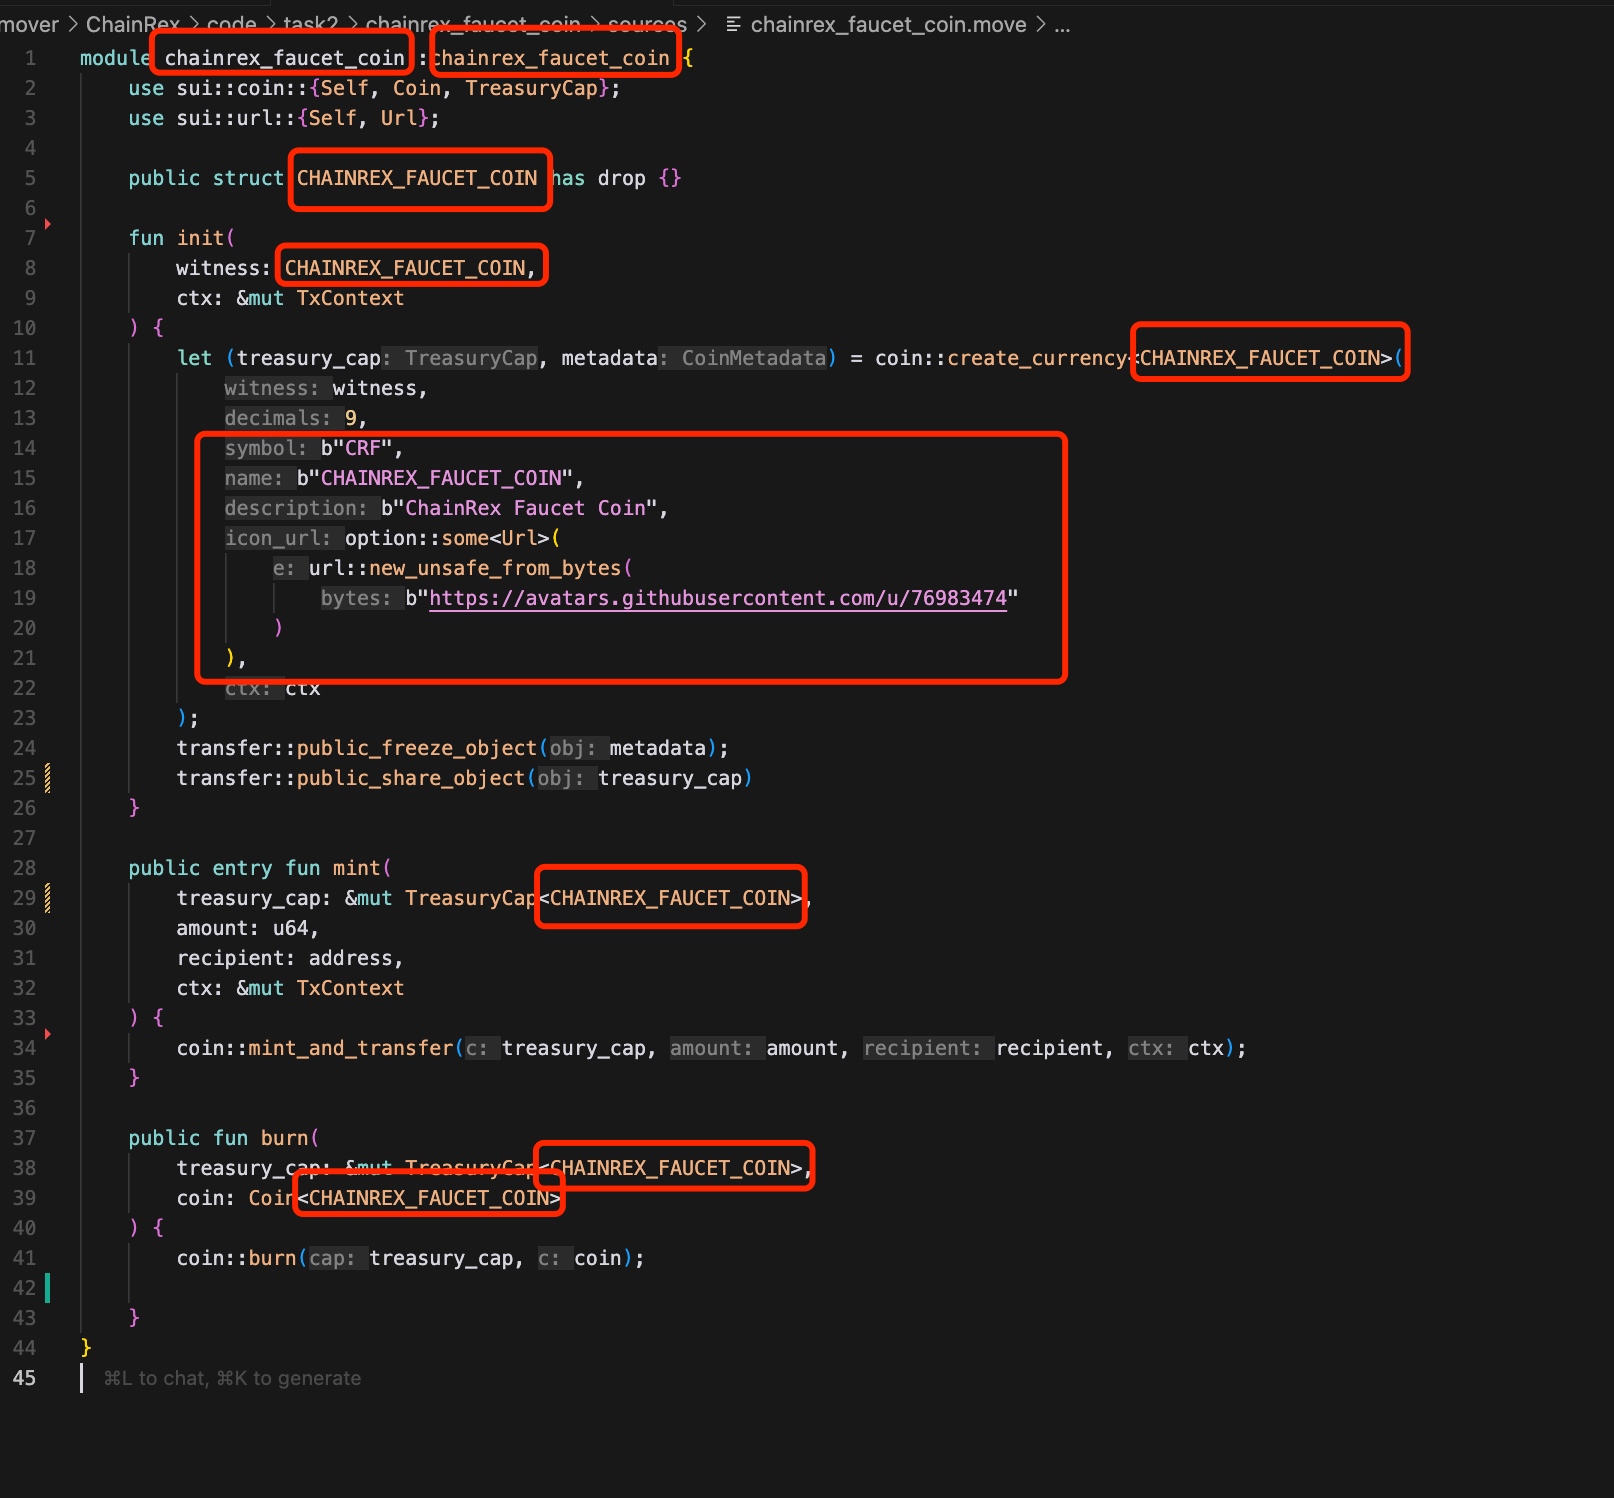 mover > ChainRex > code > task2 > chainrex_faucet_coin > sources > chainrex_faucet_coin.move > ...
1 module chainrex_faucet_coin :chainrex_faucet_coin {
2 use sui::coin::{Self, Coin, TreasuryCap};
3 use sui::url::{Self, Url};
4
5 public struct CHAINREX_FAUCET_COIN has drop {}
6
7 fun init(
8 witness: CHAINREX_FAUCET_COIN,
9 ctx: &mut TxContext
10 ) {
11 let (treasury_cap: TreasuryCap, metadata: CoinMetadata) = coin::create_currency<CHAINREX_FAUCET_COIN>(
12 witness: witness,
13 decimals: 9,
14 symbol: b"CRF",
15 name: b"CHAINREX_FAUCET_COIN",
16 description: b"ChainRex Faucet Coin",
17 icon_url: option::some<Url>(
18 e: url::new_unsafe_from_bytes(
19 bytes: b"https://avatars.githubusercontent.com/u/76983474"
20 )
21 ),
22 ctx: ctx
23 );
24 transfer::public_freeze_object(obj: metadata);
25 transfer::public_share_object(obj: treasury_cap)
26 }
27
28 public entry fun mint(
29 treasury_cap: &mut TreasuryCap<CHAINREX_FAUCET_COIN>,
30 amount: u64,
31 recipient: address,
32 ctx: &mut TxContext
33 ) {
34 coin::mint_and_transfer(c: treasury_cap, amount: amount, recipient: recipient, ctx: ctx);
35 }
36
37 public fun burn(
38 treasury_cap: &mut TreasuryCap<CHAINREX_FAUCET_COIN>,
39 coin: Coin<CHAINREX_FAUCET_COIN>
40 ) {
41 coin::burn(cap: treasury_cap, c: coin);
42
43 }
44 }
45 ⌘L to chat, ⌘K to generate